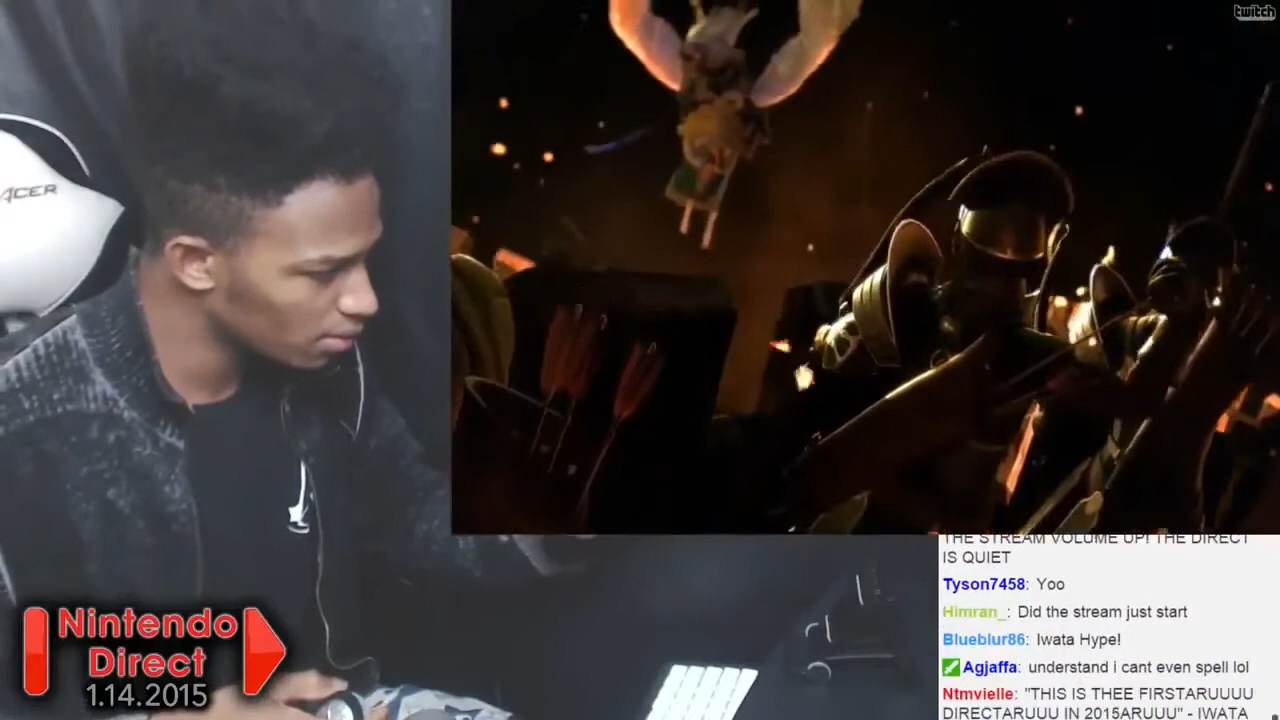 twitch
ACER
THE STREAM VOLUME UP! THE DIRECT
IS QUIET
Tyson7458: Yoo
Himran_: Did the stream just start
Blueblur86: Iwata Hype!
Agjaffa: understand i cant even spell lol
Ntmvielle: "THIS IS THEE FIRSTARUUUU
DIRECTARUUU IN 2015ARUUU" - IWATA
Nintendo
Direct
1.14.2015